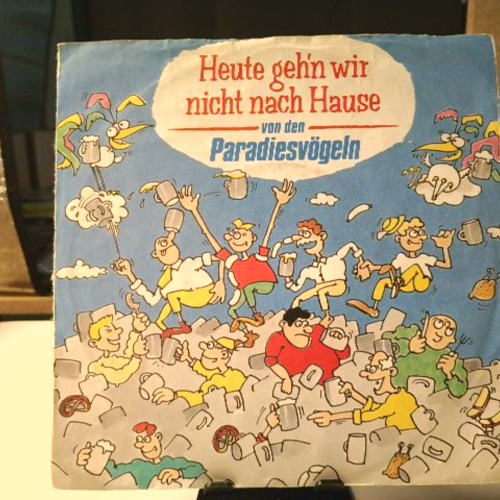 Heute geh'n wir
nicht nach Hause
von den
Paradiesvögeln